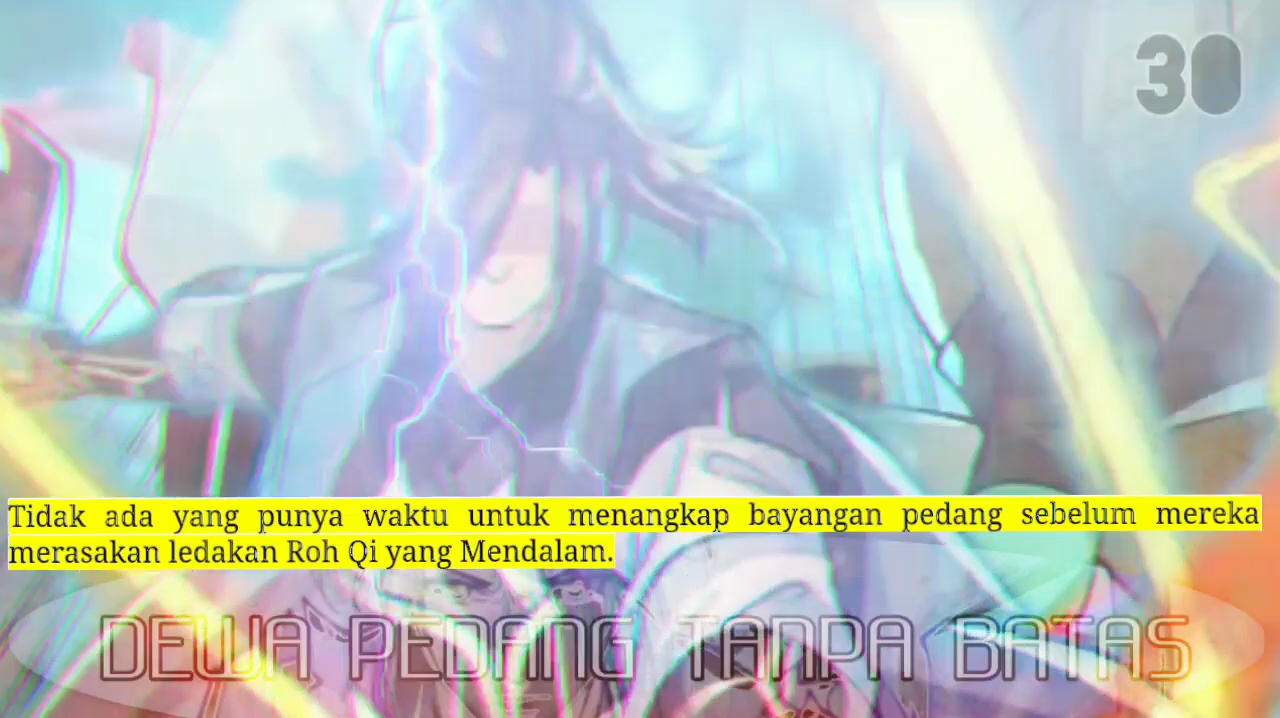 30
Tidak ada yang punya waktu untuk menangkap bayangan pedang sebelum mereka
merasakan ledakan Roh Qi yang Mendalam.
DEWA PEDANG TANPA BATAS